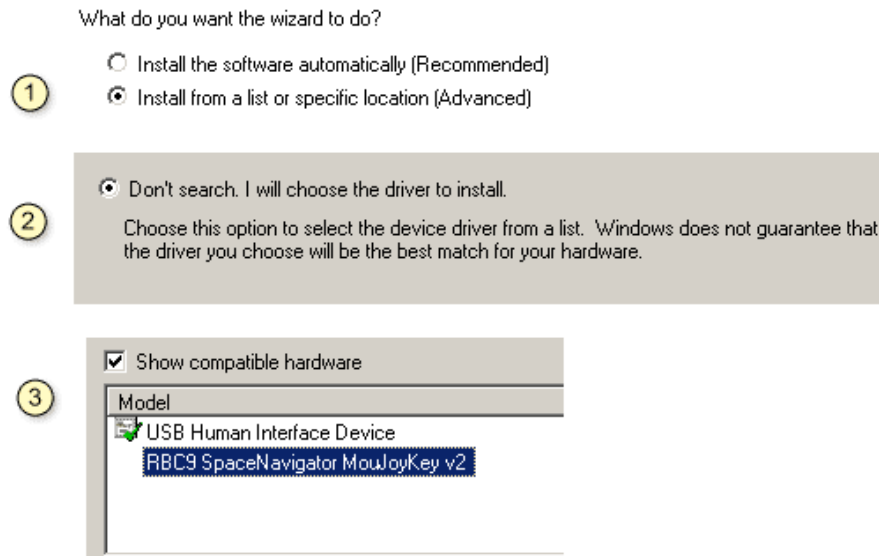 What do you want the wizard to do?
Install the software automatically (Recommended)
1
Install from a list or specific location (Advanced)
Don't search. I will choose the driver to install.
2
Choose this option to select the device driver from a list. Windows does not guarantee that
the driver you choose will be the best match for your hardware.
Show compatible hardware
3
Model
USB Human Interface Device
RBC9 SpaceNavigator MouJoyKey v2